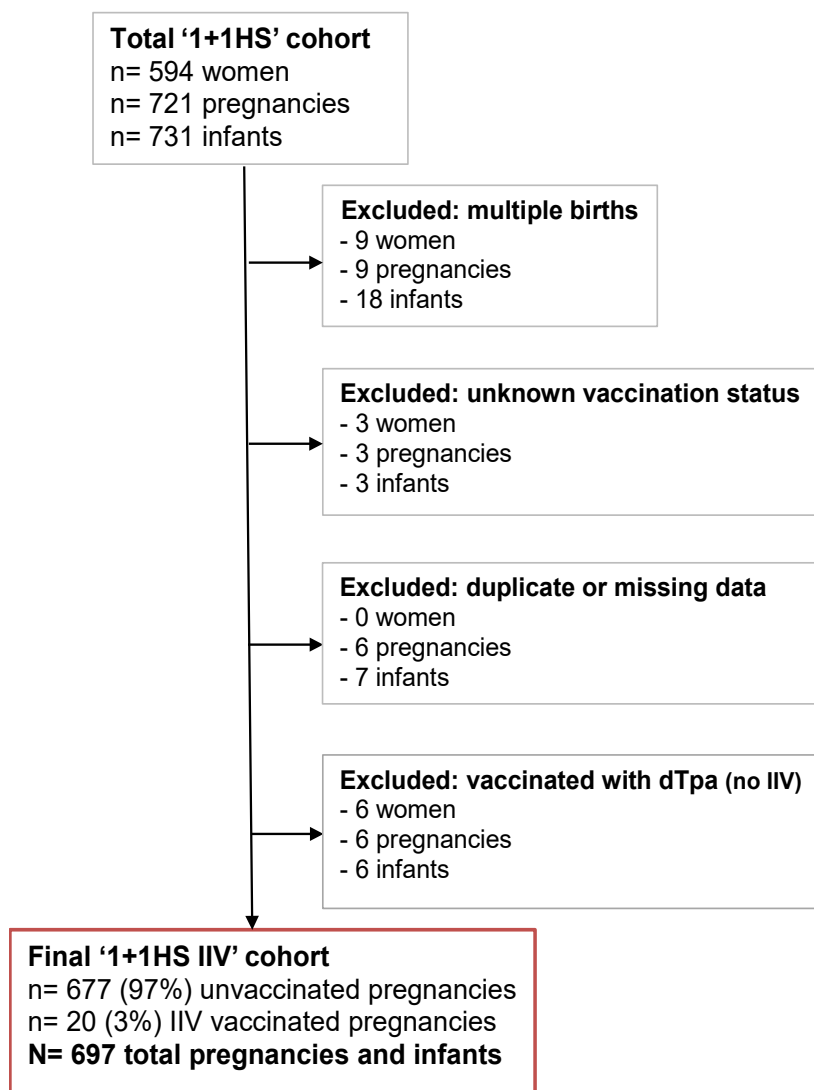 Total ‘1+1HS’ cohort
n= 594 women
n= 721 pregnancies
n= 731 infants
Excluded: multiple births
- 9 women
- 9 pregnancies
- 18 infants
Excluded: unknown vaccination status
- 3 women
- 3 pregnancies
- 3 infants
Excluded: duplicate or missing data
- 0 women
- 6 pregnancies
- 7 infants
Excluded: vaccinated with dTpa (no IIV)
- 6 women
- 6 pregnancies
- 6 infants
Final ‘1+1HS IIV’ cohort
n= 677 (97%) unvaccinated pregnancies
n= 20 (3%) IIV vaccinated pregnancies
N= 697 total pregnancies and infants